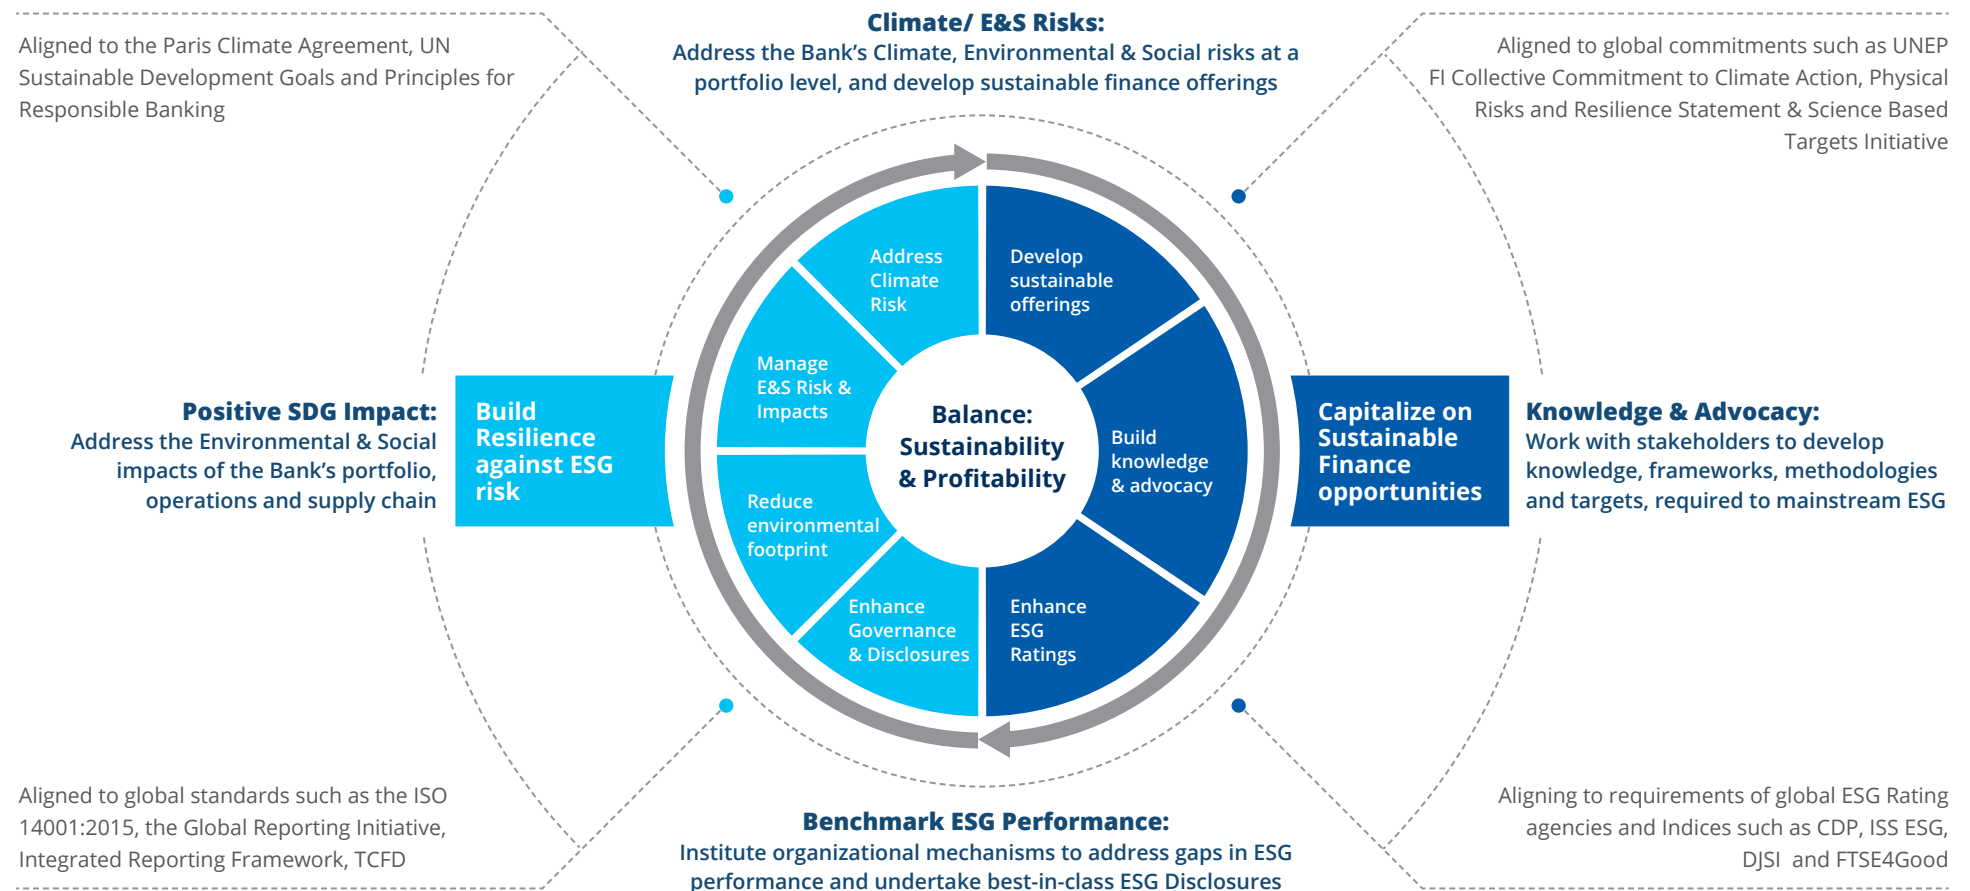 Climate/ E&S Risks:
Address the Bank’s Climate, Environmental & Social risks at a
portfolio level, and develop sustainable finance offerings
Aligned to the Paris Climate Agreement, UN
Sustainable Development Goals and Principles for
Responsible Banking
Aligned to global commitments such as UNEP
FI Collective Commitment to Climate Action, Physical
Risks and Resilience Statement & Science Based
Targets Initiative
Address
Climate
Risk
Develop
sustainable
offerings
Manage
E&S Risk &
Impacts
Positive SDG Impact:
Address the Environmental & Social
impacts of the Bank’s portfolio,
operations and supply chain
Build
Resilience
against ESG
risk
Balance:
Sustainability
& Profitability
Build
knowledge
& advocacy
Capitalize on
Sustainable
Finance
opportunities
Knowledge & Advocacy:
Work with stakeholders to develop
knowledge, frameworks, methodologies
and targets, required to mainstream ESG
Reduce
environmental
footprint
Enhance
Governance
& Disclosures
Enhance
ESG
Ratings
Aligned to global standards such as the ISO
14001:2015, the Global Reporting Initiative,
Integrated Reporting Framework, TCFD
Benchmark ESG Performance:
Institute organizational mechanisms to address gaps in ESG
performance and undertake best-in-class ESG Disclosures
Aligning to requirements of global ESG Rating
agencies and Indices such as CDP, ISS ESG,
DJSI and FTSE4Good